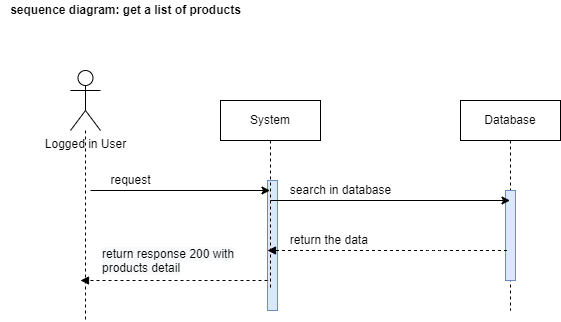 sequence diagram: get a list of products
Logged in User
System
Database
request
search in database
return the data
return response 200 with
products detail